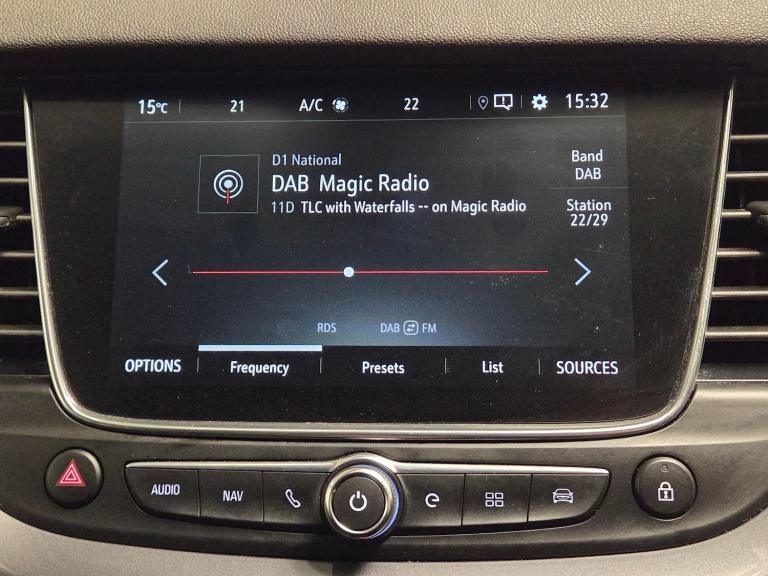 15°C 21 A/C 22 15:32
D1 National
DAB Magic Radio
11D TLC with Waterfalls -- on Magic Radio
Band
DAB
Station
22/29
RDS DAB FM
OPTIONS Frequency Presets List SOURCES
AUDIO NAV